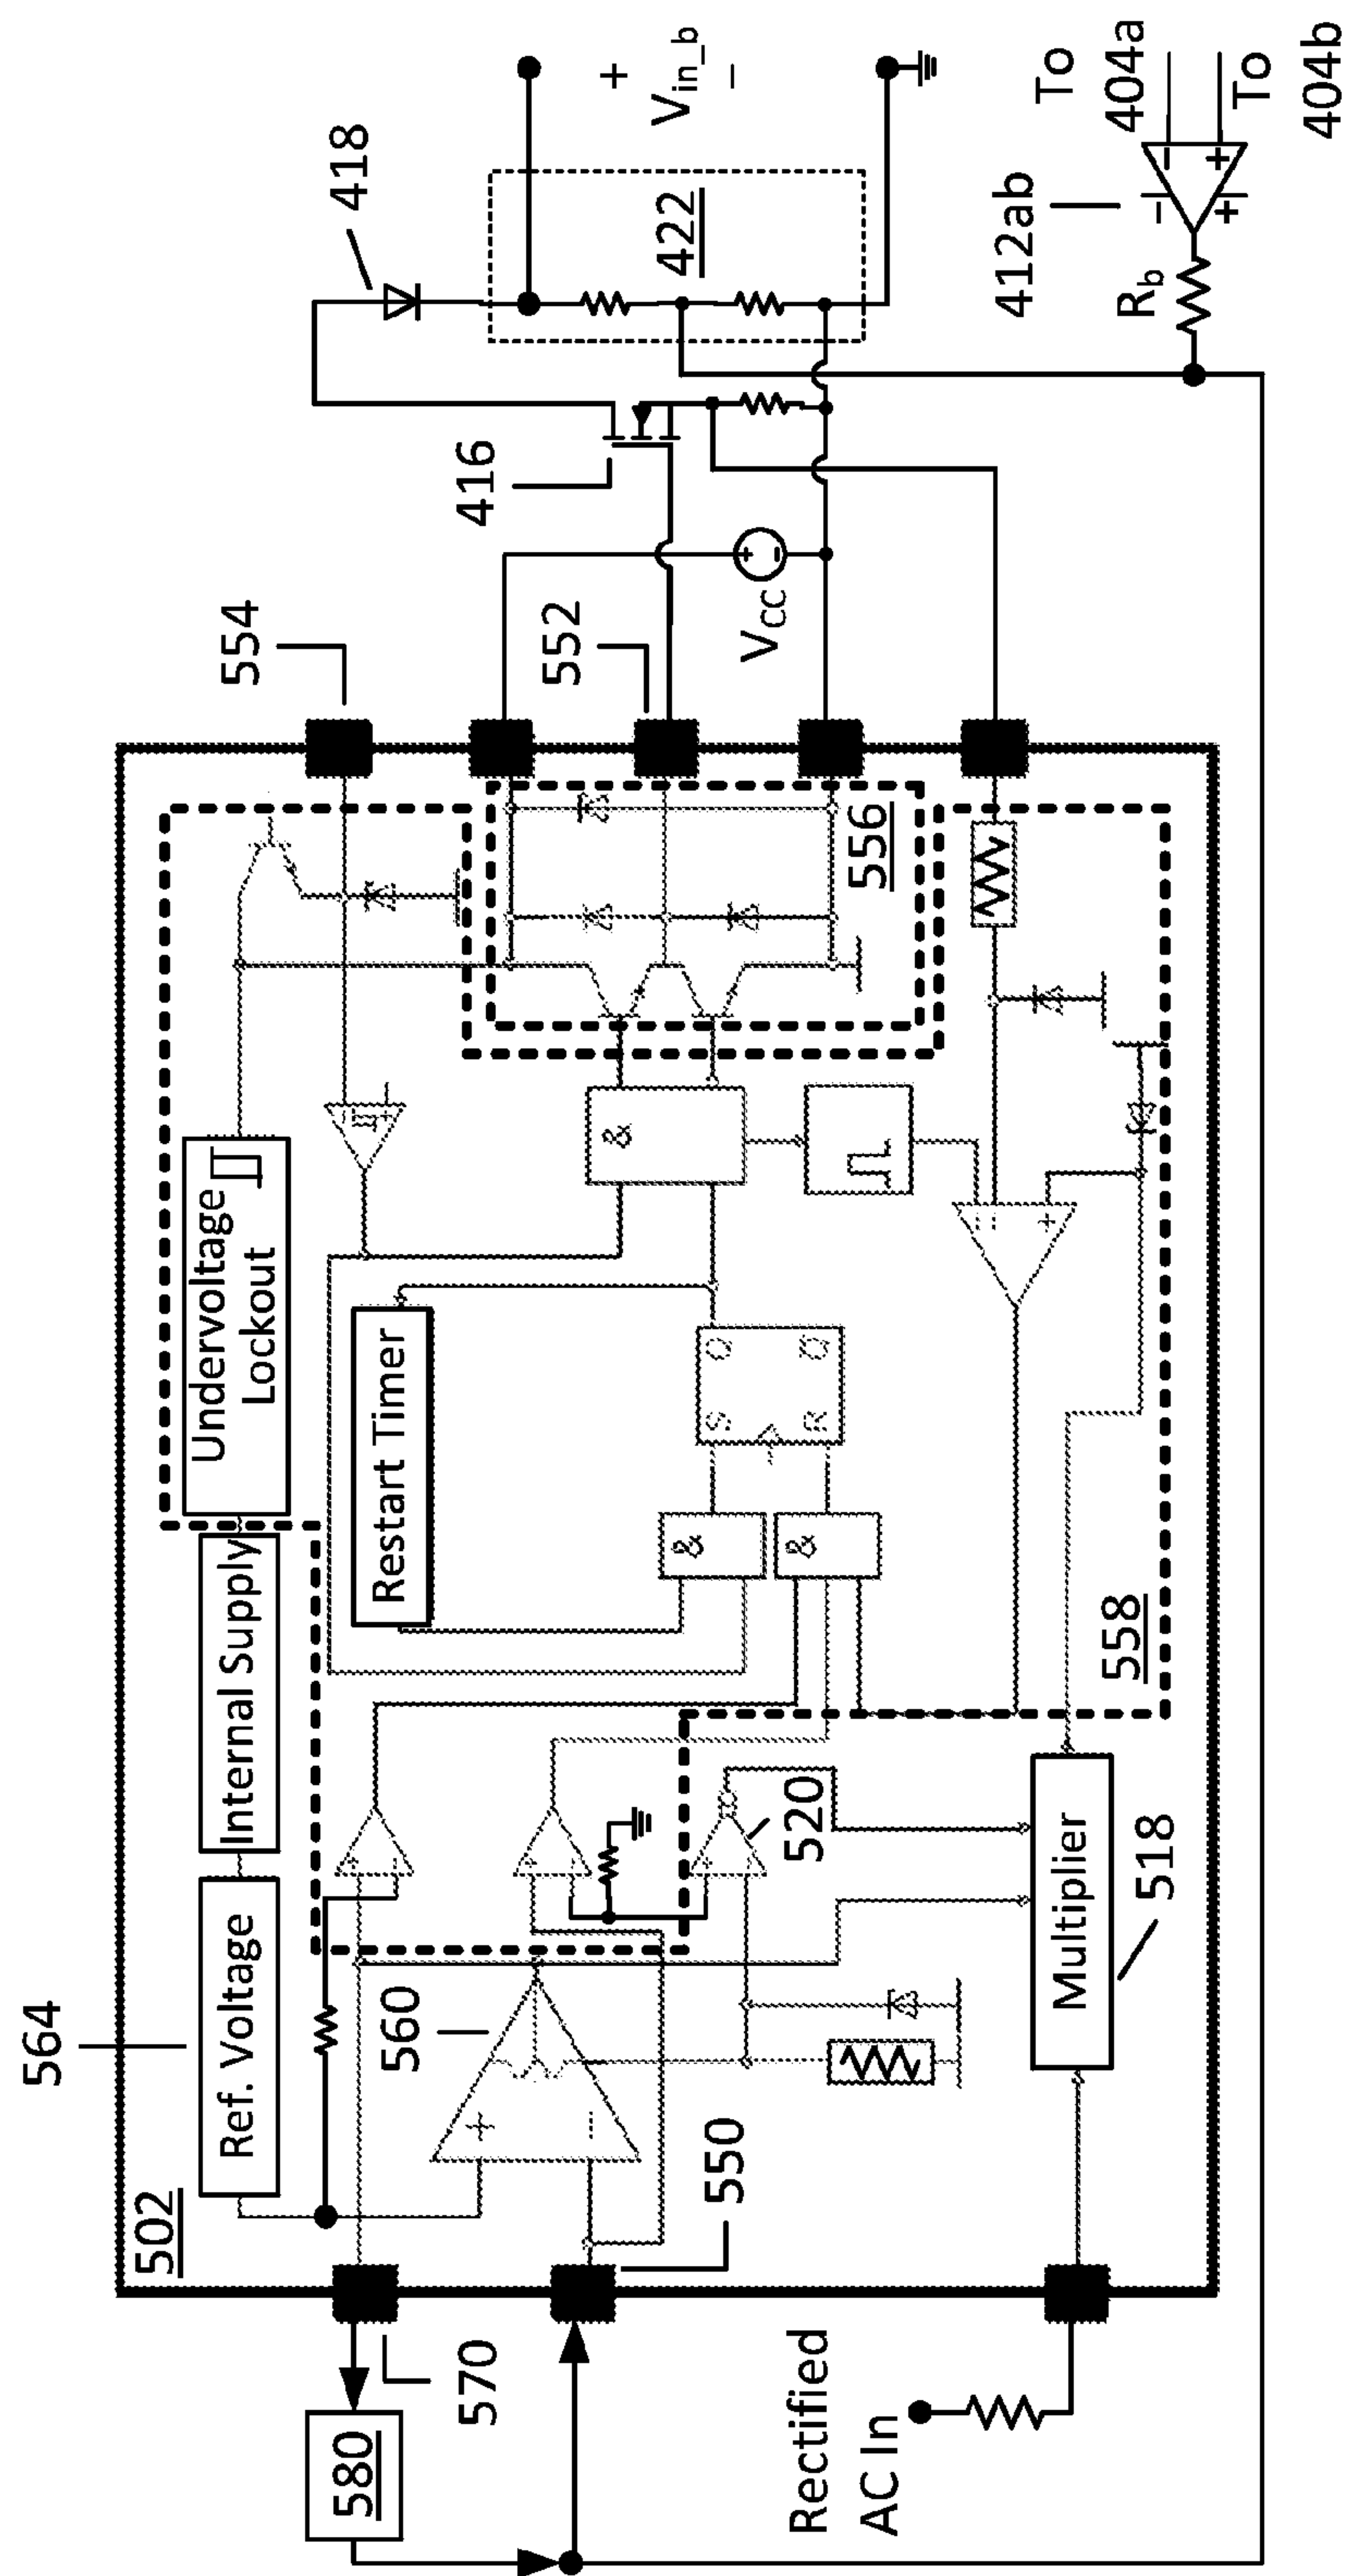 564
502
Ref. Voltage
Internal Supply
Undervoltage
Lockout
554
418
+
V_in_b
−
580
570
560
+
−
Restart Timer
&
&
&
S
Q
R
Q
556
552
416
422
V_CC
+
−
550
520
Rectified
AC In
Multiplier
518
558
+
412ab
R_b
−
+
−
+
To
404a
To
404b